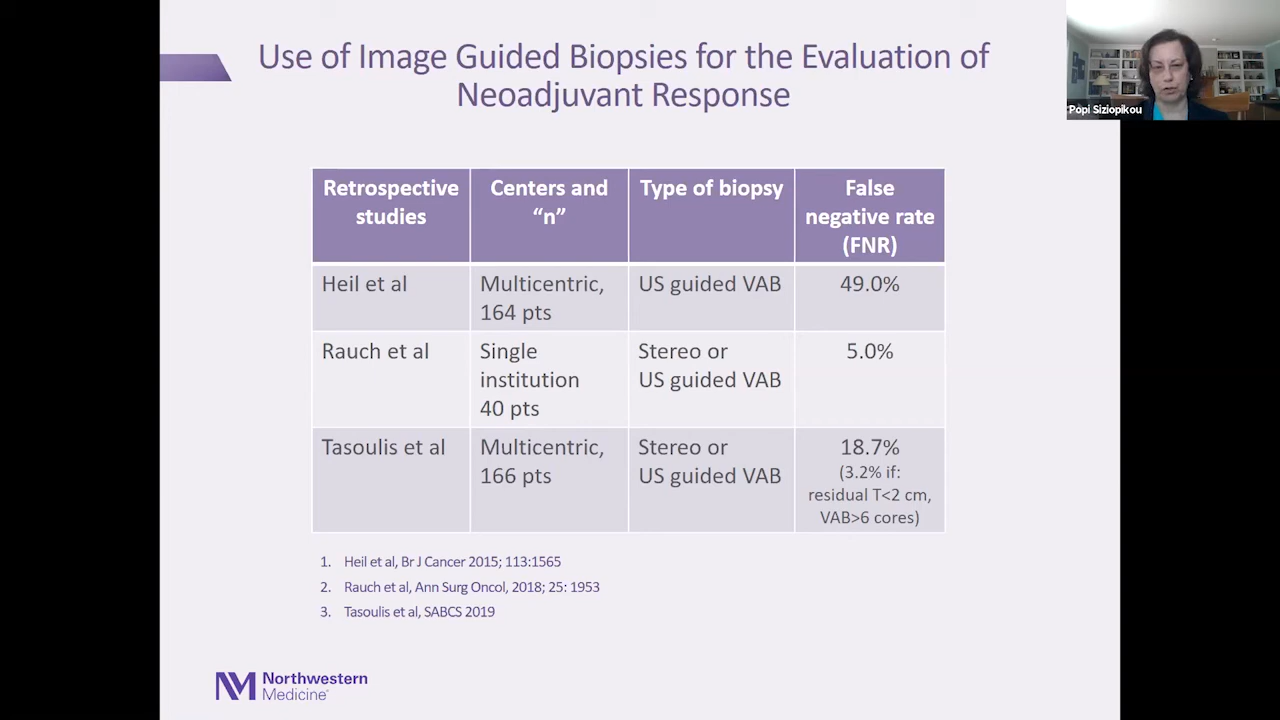 Use of Image Guided Biopsies for the Evaluation of
Neoadjuvant Response
Popi Siziopikou
Retrospective
studies
Centers and
“n”
Type of biopsy
False
negative rate
(FNR)
Heil et al
Multicentric,
164 pts
US guided VAB
49.0%
Rauch et al
Single
institution
40 pts
Stereo or
US guided VAB
5.0%
Tasoulis et al
Multicentric,
166 pts
Stereo or
US guided VAB
18.7%
(3.2% if:
residual T<2 cm,
VAB>6 cores)
1. Heil et al, Br J Cancer 2015; 113:1565
2. Rauch et al, Ann Surg Oncol, 2018; 25: 1953
3. Tasoulis et al, SABCS 2019
NM Northwestern
Medicine